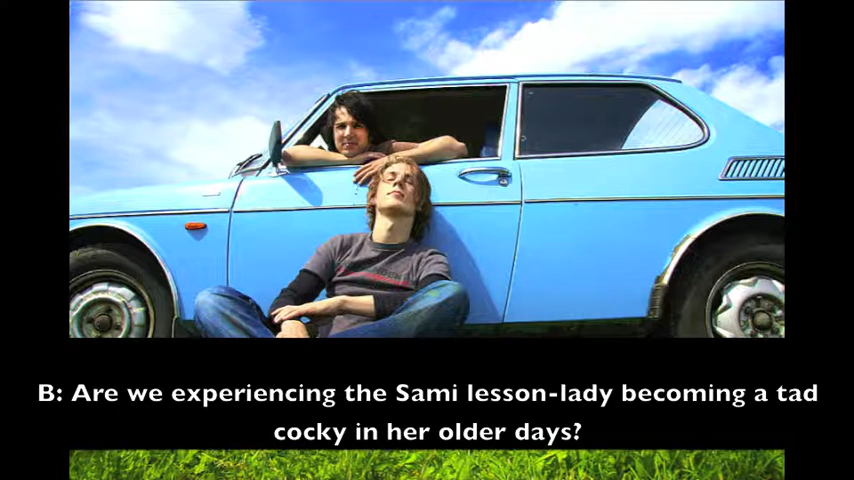 B: Are we experiencing the Sami lesson-lady becoming a tad
cocky in her older days?